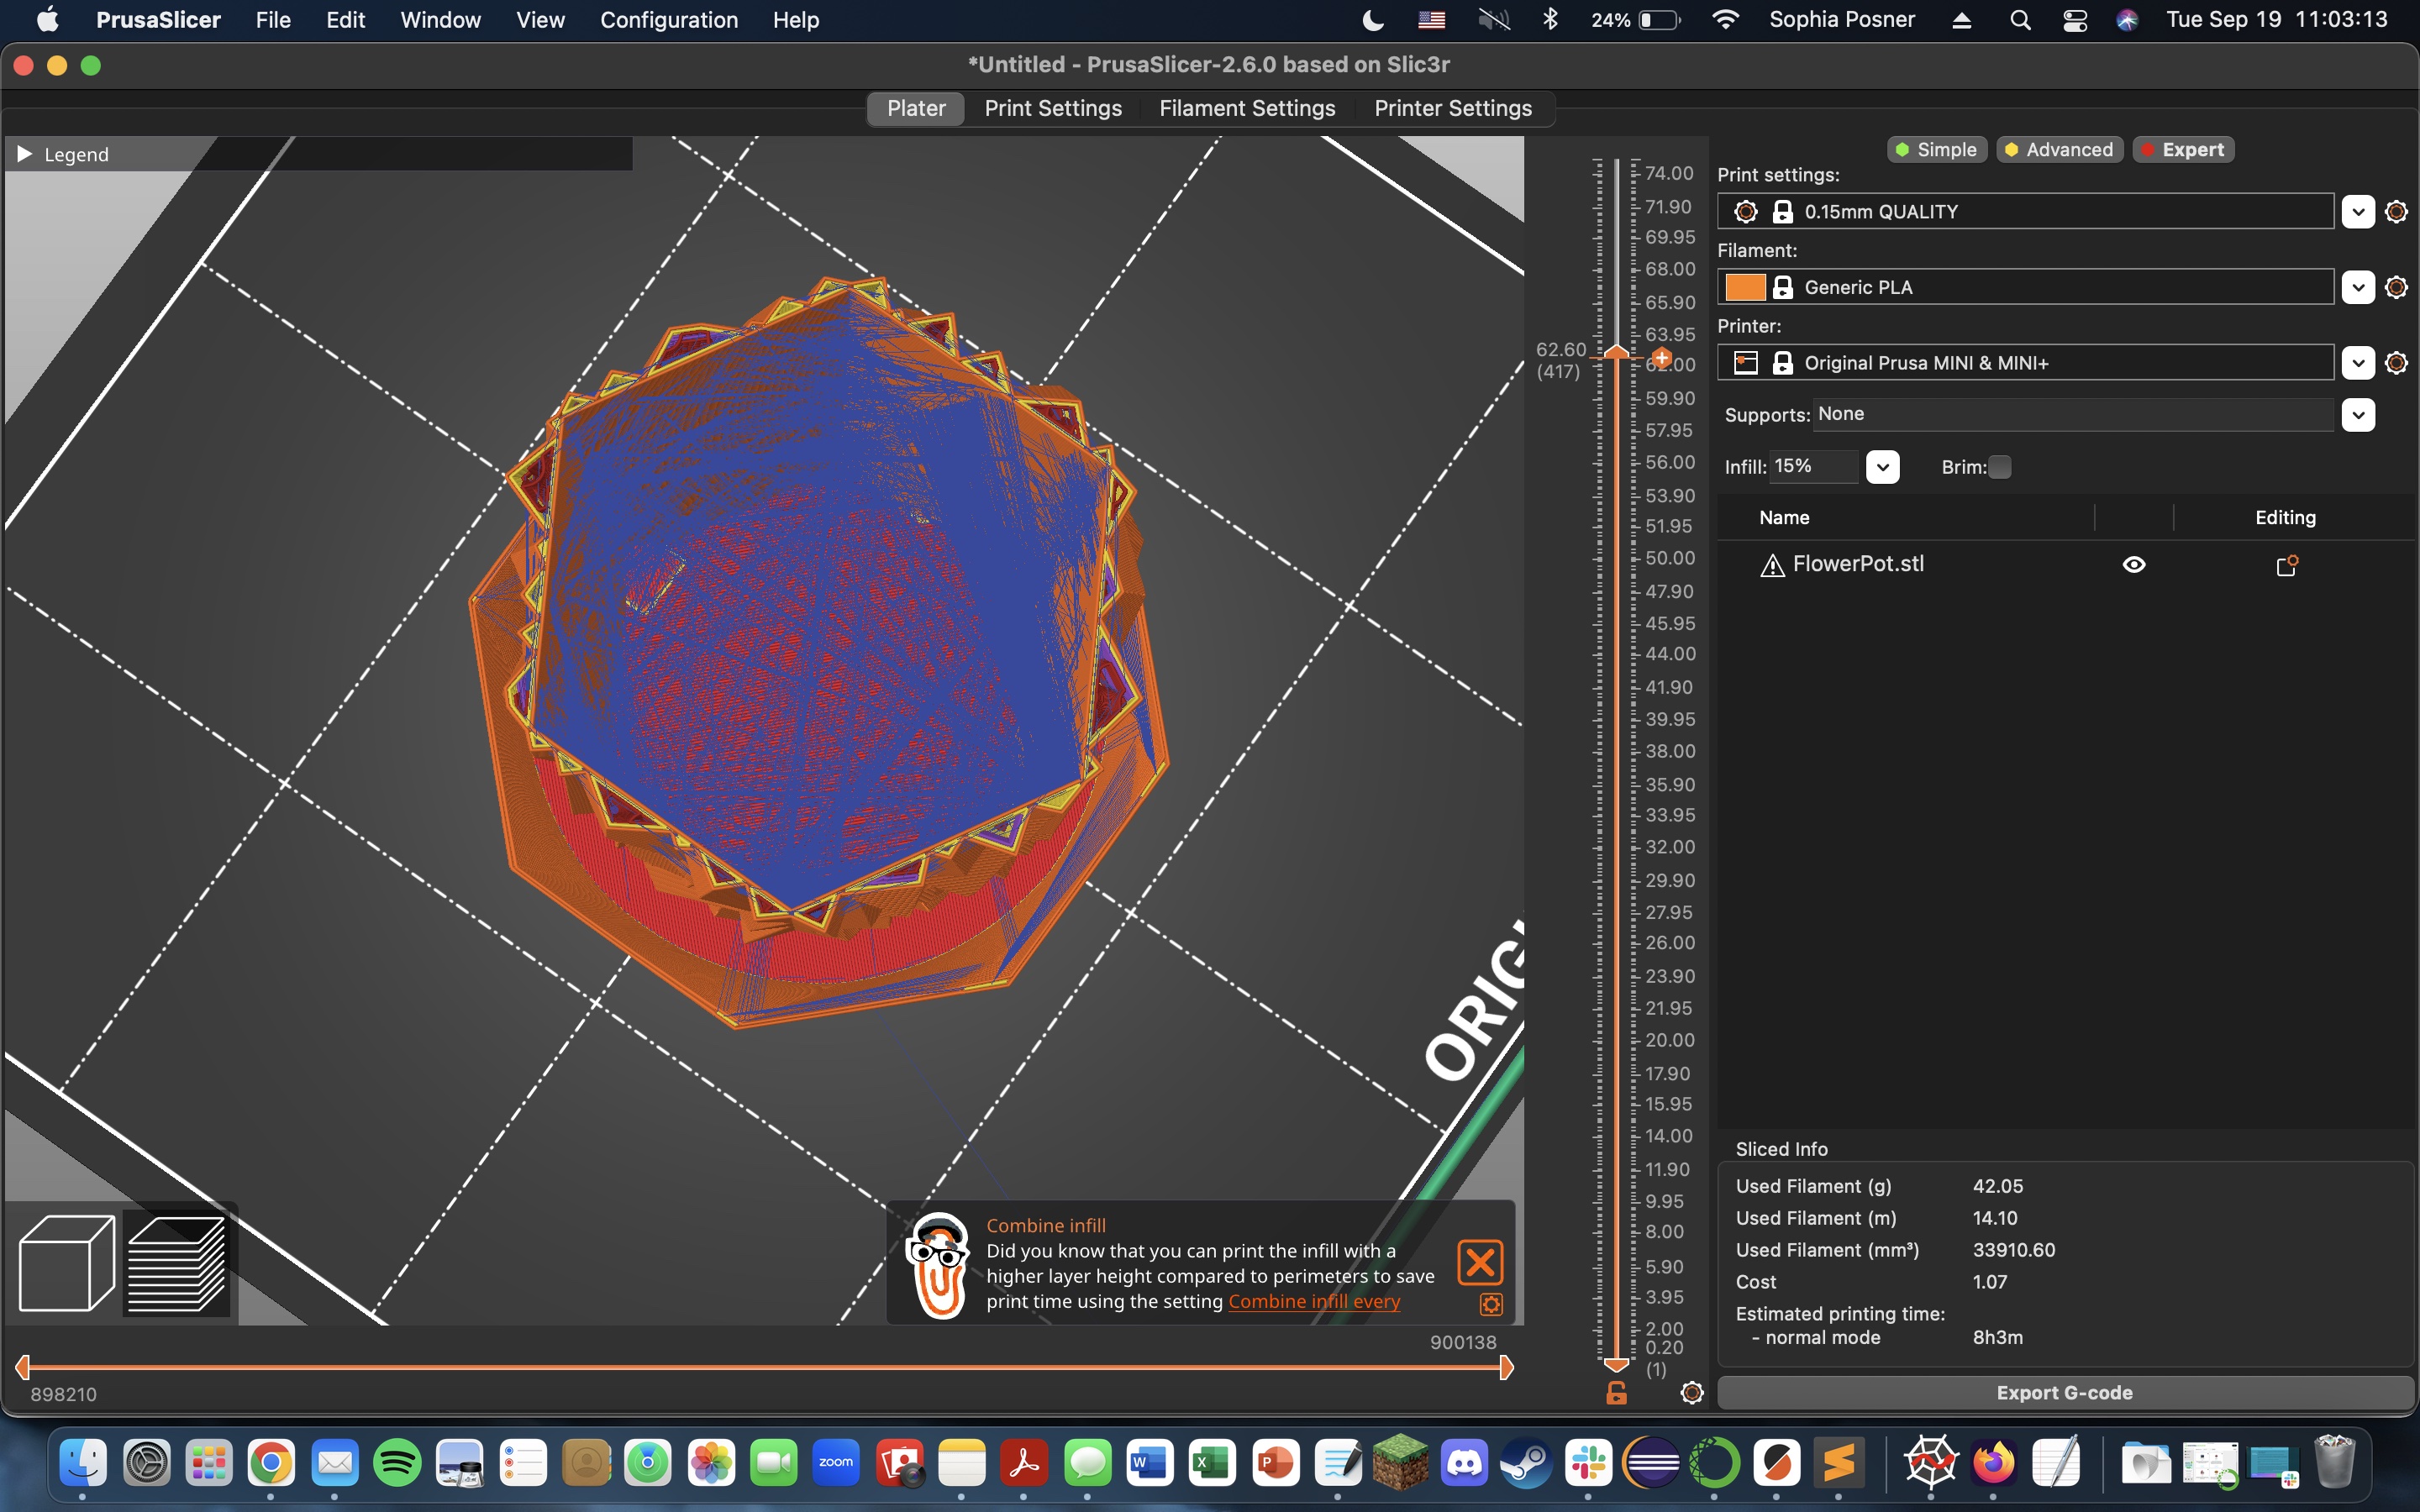 PrusaSlicer File Edit Window View Configuration Help 24% Sophia Posner Tue Sep 19 11:03:13
*Untitled - PrusaSlicer-2.6.0 based on Slic3r
Plater Print Settings Filament Settings Printer Settings
Legend
74.00
71.90
69.95
68.00
65.90
63.95
62.60
(417)
62.00
59.90
57.95
56.00
53.90
51.95
50.00
47.90
45.95
44.00
41.90
39.95
38.00
35.90
33.95
32.00
29.90
27.95
26.00
23.90
21.95
20.00
17.90
15.95
14.00
11.90
9.95
8.00
5.90
3.95
2.00
0.20
(1)
ORIG
Combine infill
Did you know that you can print the infill with a
higher layer height compared to perimeters to save
print time using the setting Combine infill every
900138
898210
Simple Advanced Expert
Print settings:
0.15mm QUALITY
Filament:
Generic PLA
Printer:
Original Prusa MINI & MINI+
Supports: None
Infill: 15% Brim:
Name Editing
FlowerPot.stl
Sliced Info
Used Filament (g) 42.05
Used Filament (m) 14.10
Used Filament (mm³) 33910.60
Cost 1.07
Estimated printing time:
- normal mode 8h3m
Export G-code
zoom
W
X
P